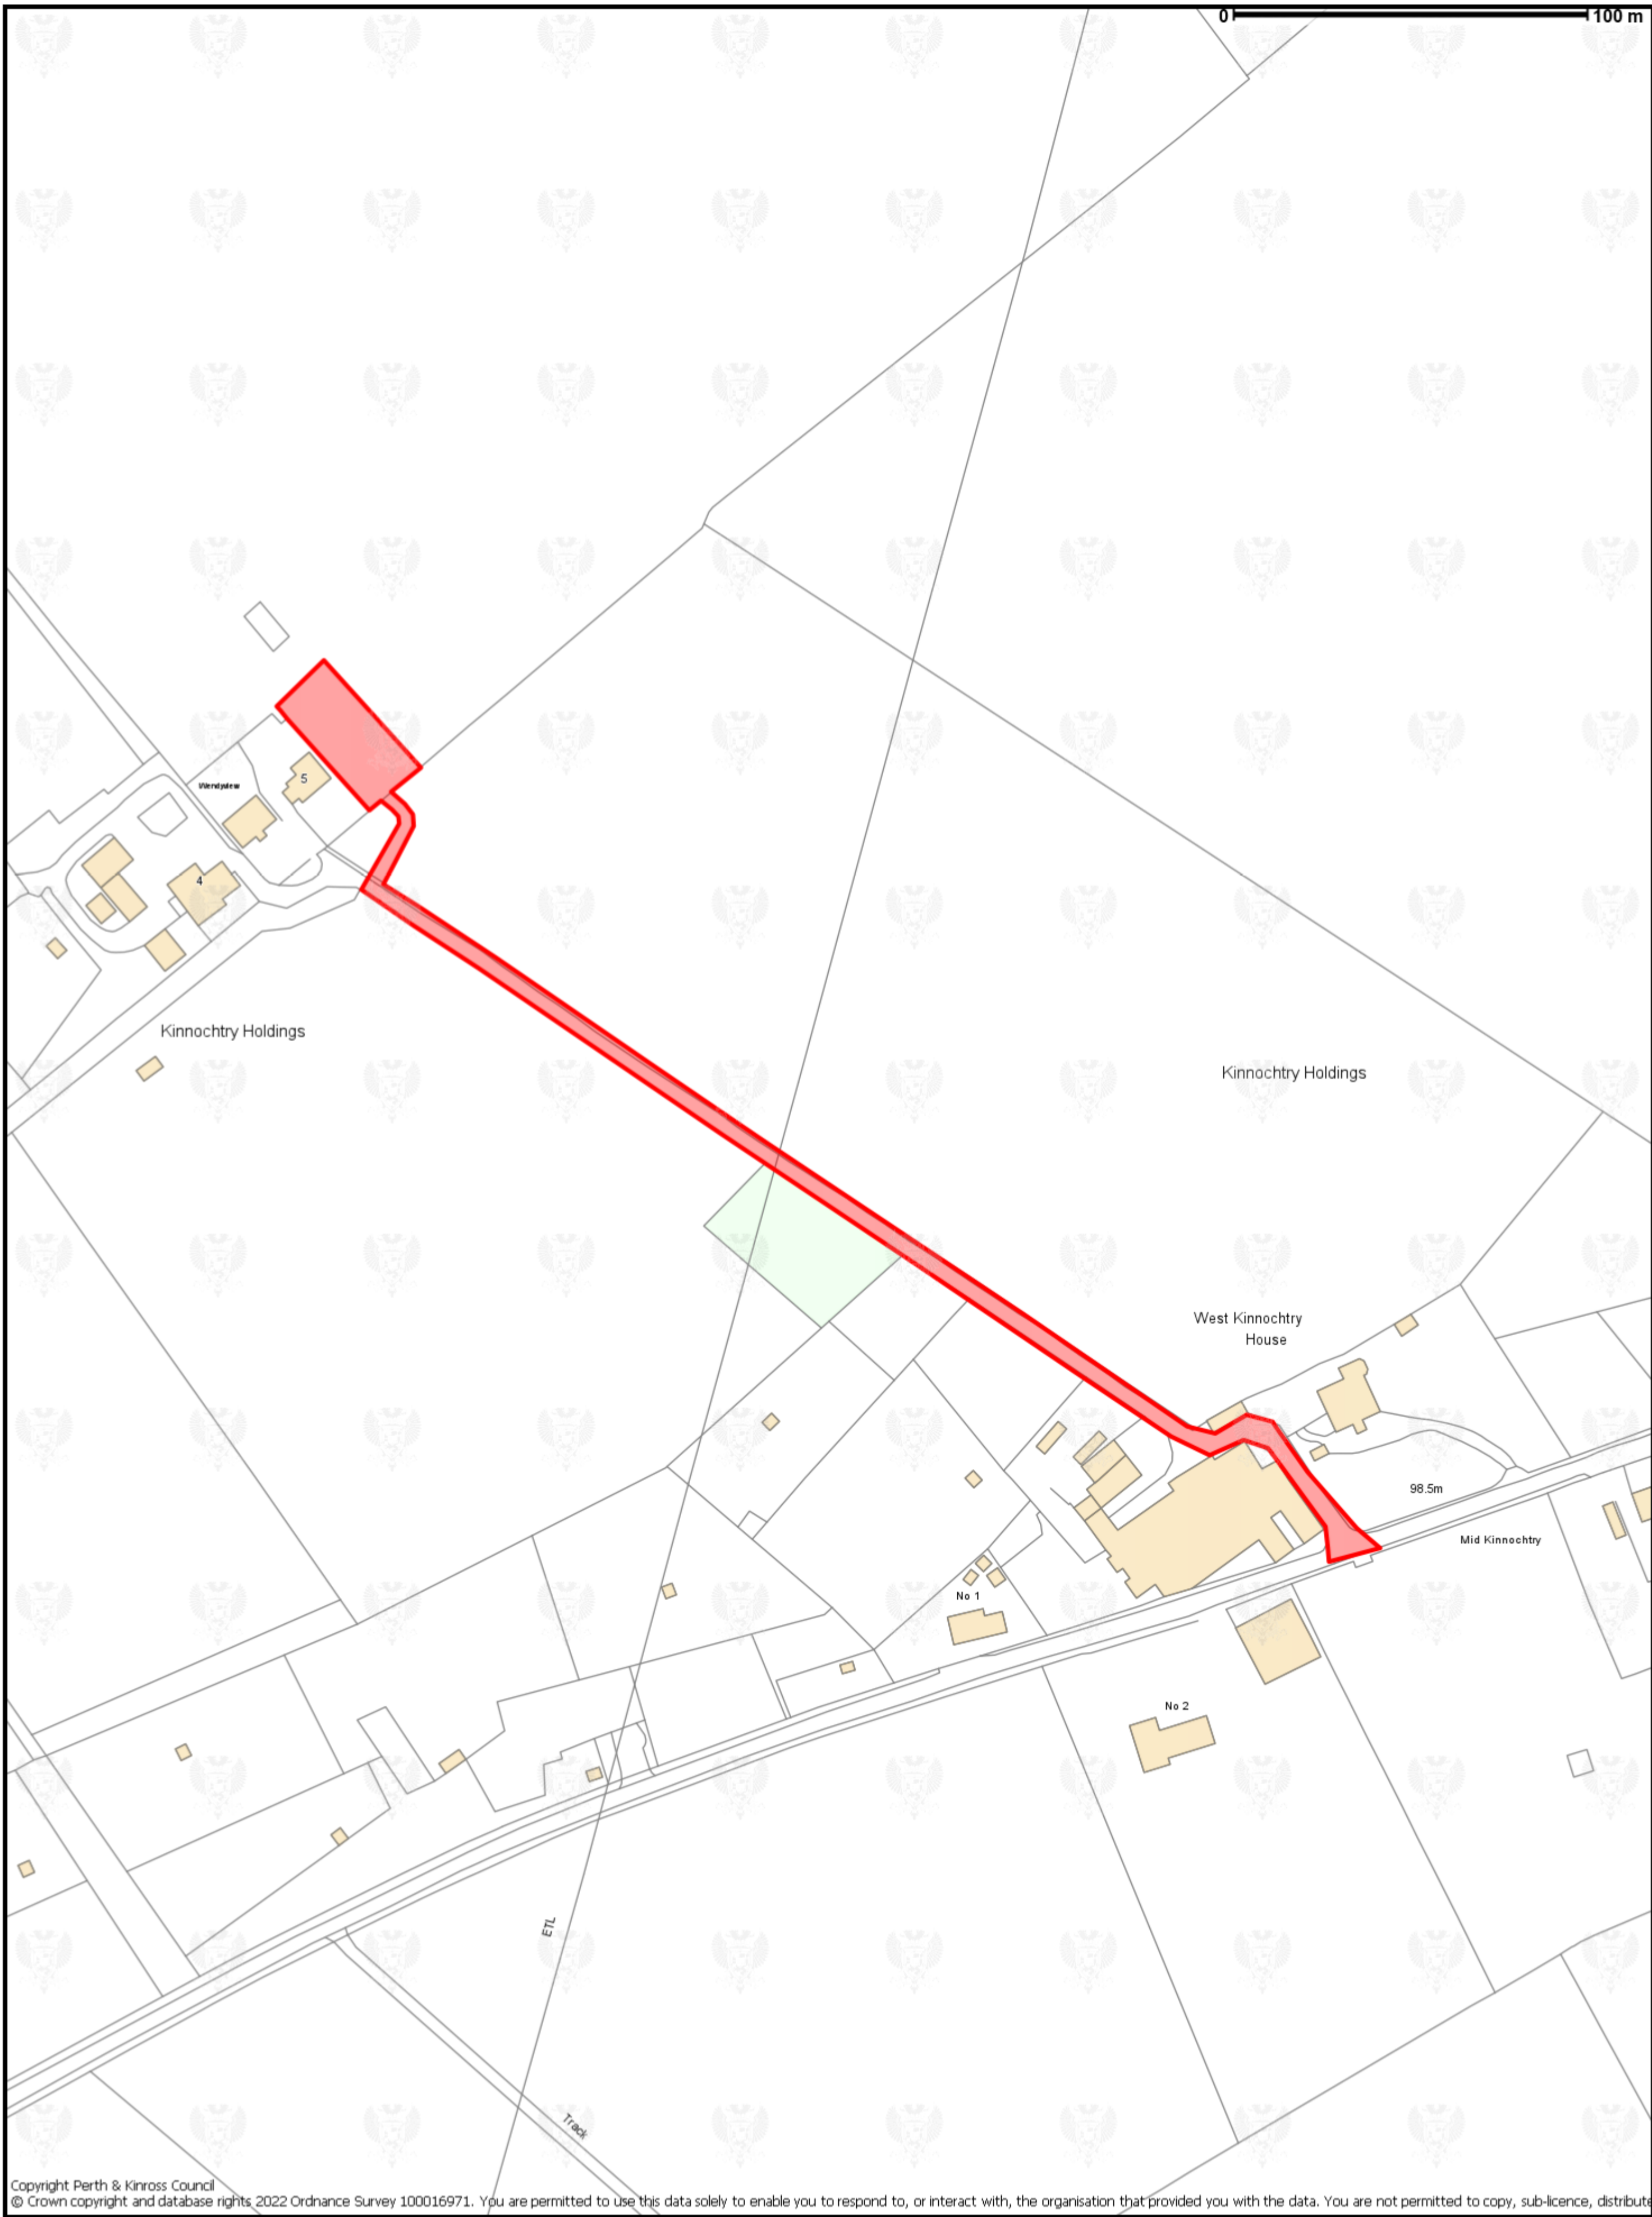 0 100 m
Wendyview
5
4
Kinnochtry Holdings
Kinnochtry Holdings
West Kinnochtry
House
98.5m
Mid Kinnochtry
No 1
No 2
ETL
Track
Copyright Perth & Kinross Council
© Crown copyright and database rights 2022 Ordnance Survey 100016971. You are permitted to use this data solely to enable you to respond to, or interact with, the organisation that provided you with the data. You are not permitted to copy, sub-licence, distribute